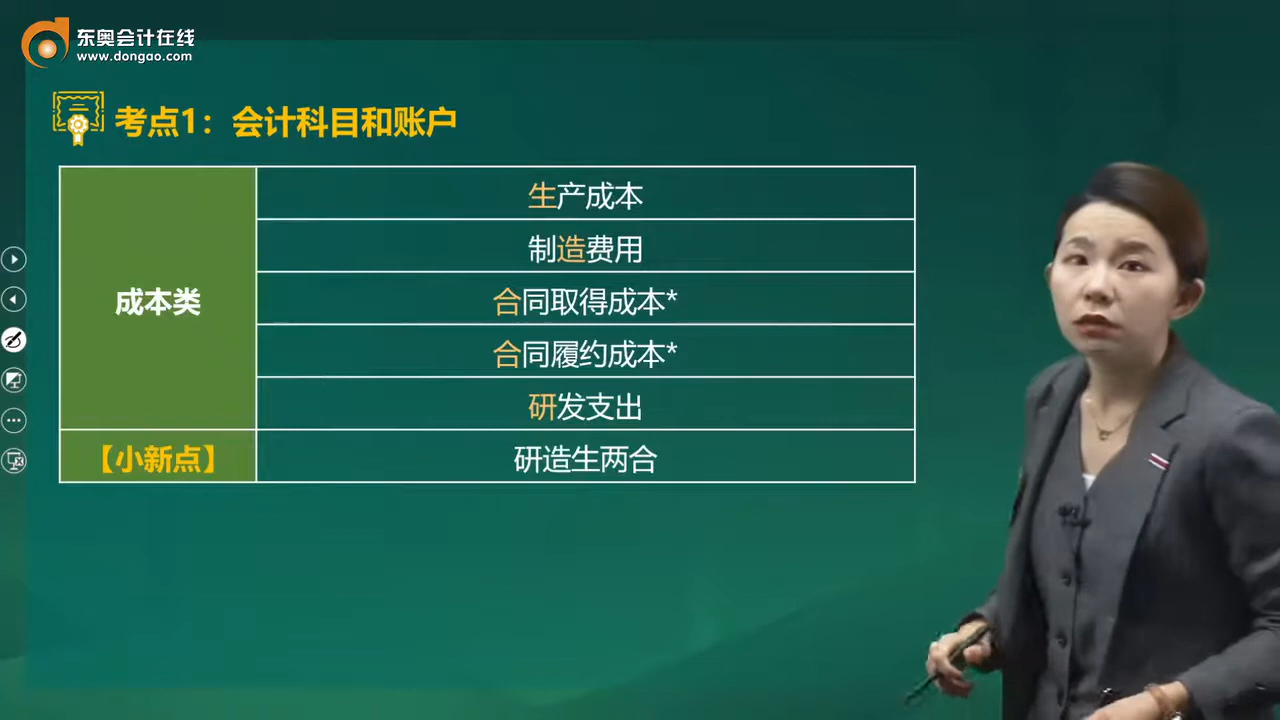 东奥会计在线
www.dongao.com
考点1：会计科目和账户
成本类
生产成本
制造费用
合同取得成本*
合同履约成本*
研发支出
【小新点】
研造生两合